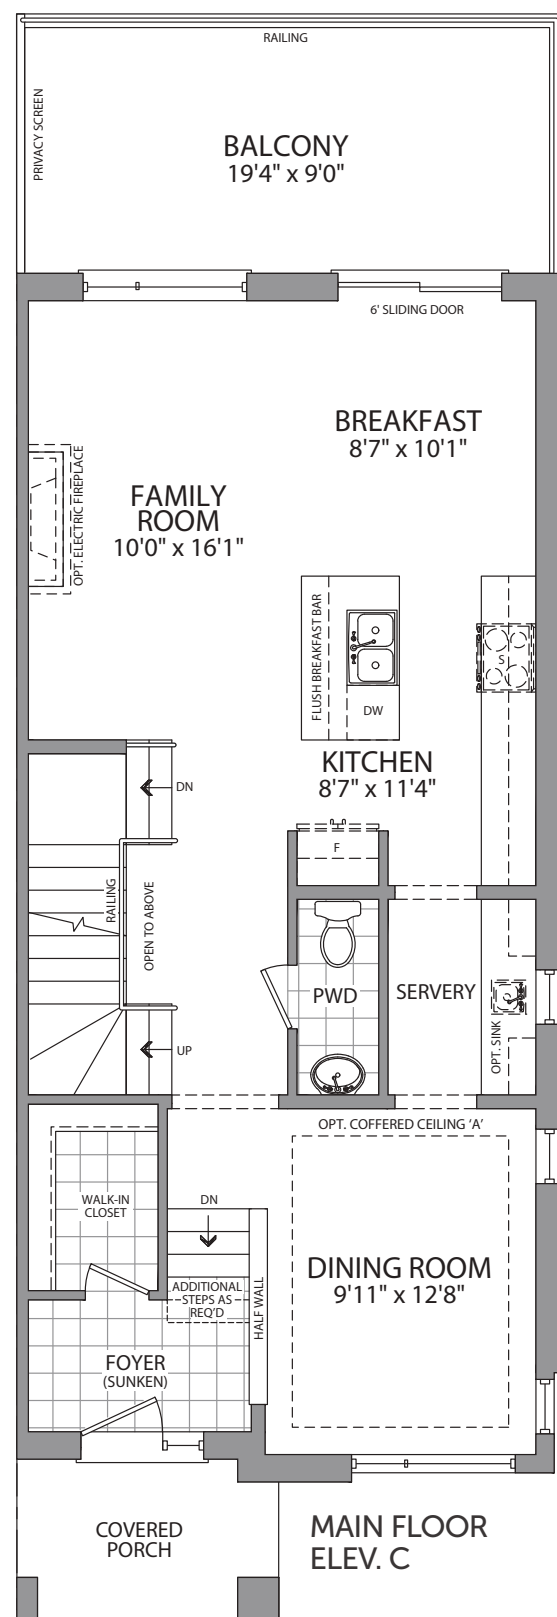 RAILING
PRIVACY SCREEN
BALCONY
19'4" x 9'0"
6' SLIDING DOOR
BREAKFAST
8'7" x 10'1"
OPT. ELECTRIC FIREPLACE
FAMILY
ROOM
10'0" x 16'1"
FLUSH BREAKFAST BAR
S
DW
KITCHEN
8'7" x 11'4"
DN
F
RAILING
OPEN TO ABOVE
PWD
SERVERY
OPT. SINK
UP
OPT. COFFERED CEILING 'A'
WALK-IN
CLOSET
DN
ADDITIONAL
STEPS AS
REQ'D
HALF WALL
DINING ROOM
9'11" x 12'8"
FOYER
(SUNKEN)
COVERED
PORCH
MAIN FLOOR
ELEV. C